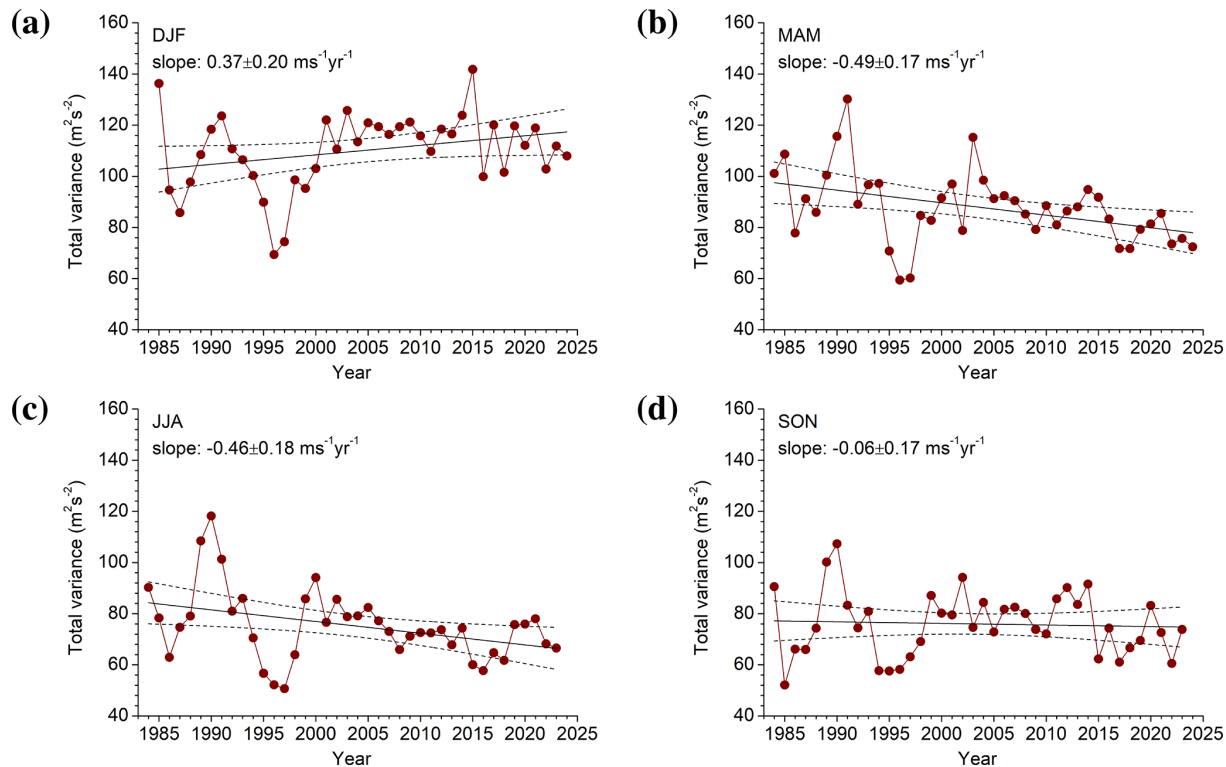 (a)
DJF
slope: 0.37±0.20 ms⁻¹yr⁻¹
Total variance (m²s⁻²)
160
140
120
100
80
60
40
1985 1990 1995 2000 2005 2010 2015 2020 2025
Year
(b)
MAM
slope: -0.49±0.17 ms⁻¹yr⁻¹
Total variance (m²s⁻²)
160
140
120
100
80
60
40
1985 1990 1995 2000 2005 2010 2015 2020 2025
Year
(c)
JJA
slope: -0.46±0.18 ms⁻¹yr⁻¹
Total variance (m²s⁻²)
160
140
120
100
80
60
40
1985 1990 1995 2000 2005 2010 2015 2020 2025
Year
(d)
SON
slope: -0.06±0.17 ms⁻¹yr⁻¹
Total variance (m²s⁻²)
160
140
120
100
80
60
40
1985 1990 1995 2000 2005 2010 2015 2020 2025
Year